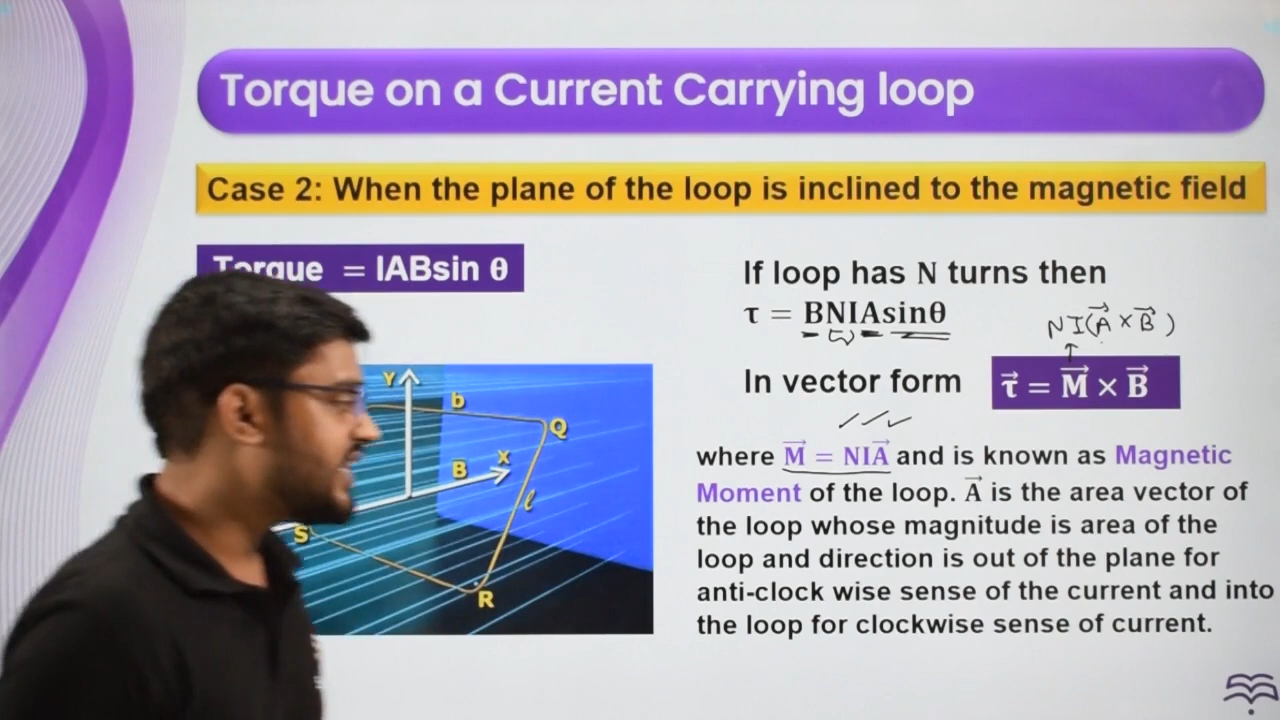 Torque on a Current Carrying loop
Case 2: When the plane of the loop is inclined to the magnetic field
Torque = IABsin θ
If loop has N turns then
τ = BNIAsinθ
NI(A⃗ × B⃗)
In vector form
τ⃗ = M⃗ × B⃗
where M⃗ = NIA⃗ and is known as Magnetic
Moment of the loop. A⃗ is the area vector of
the loop whose magnitude is area of the
loop and direction is out of the plane for
anti-clock wise sense of the current and into
the loop for clockwise sense of current.
Y
b
Q
X
B
l
S
R